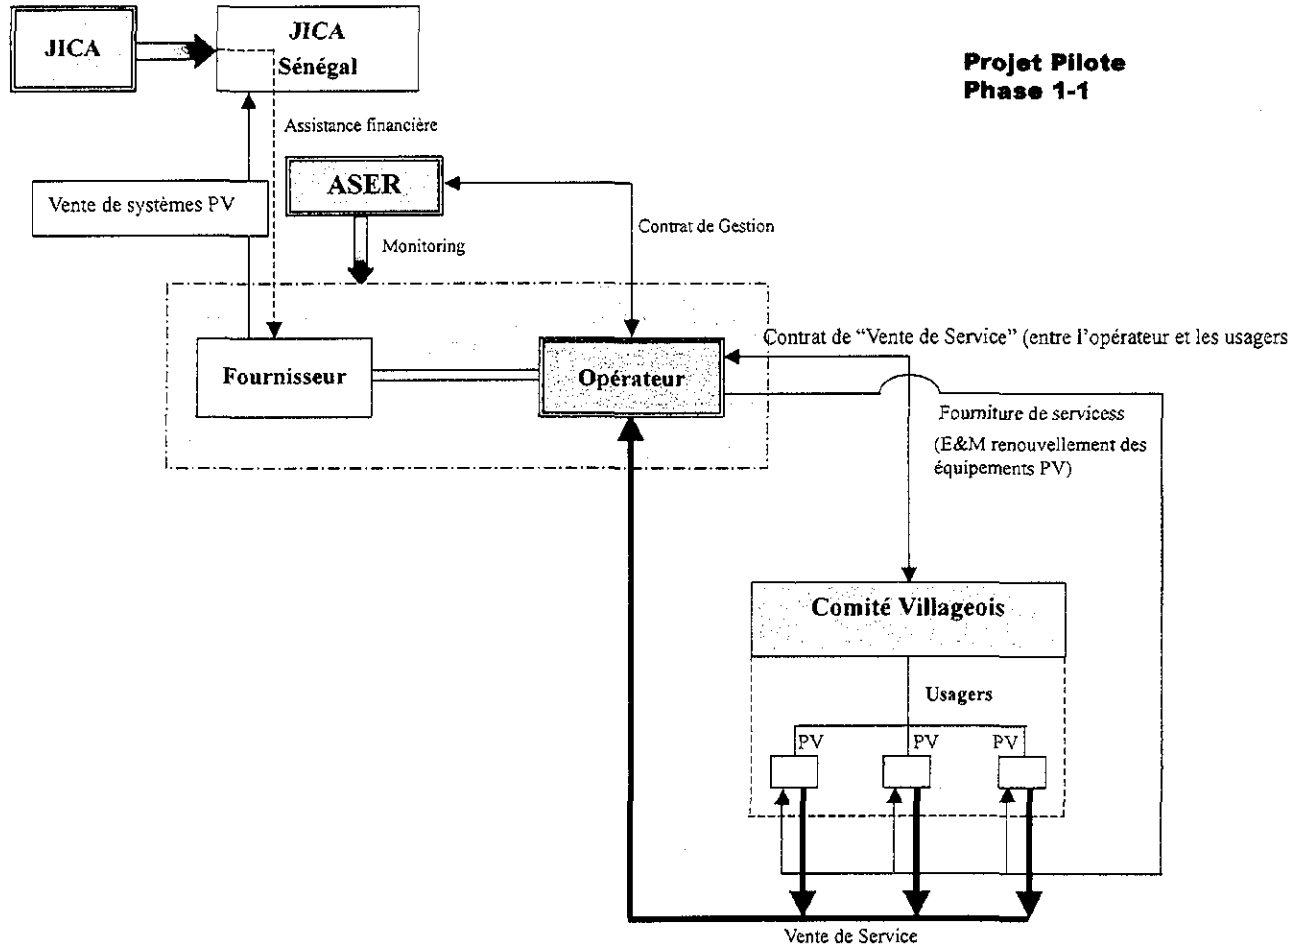 JICA
JICA
Sénégal
Projet Pilote
Phase 1-1
Assistance financière
ASER
Vente de systèmes PV
Contrat de Gestion
Monitoring
Contrat de “Vente de Service” (entre l’opérateur et les usagers
Fournisseur
Opérateur
Fourniture de servicess
(E&M renouvellement des
équipements PV)
Comité Villageois
Usagers
PV
PV
PV
Vente de Service